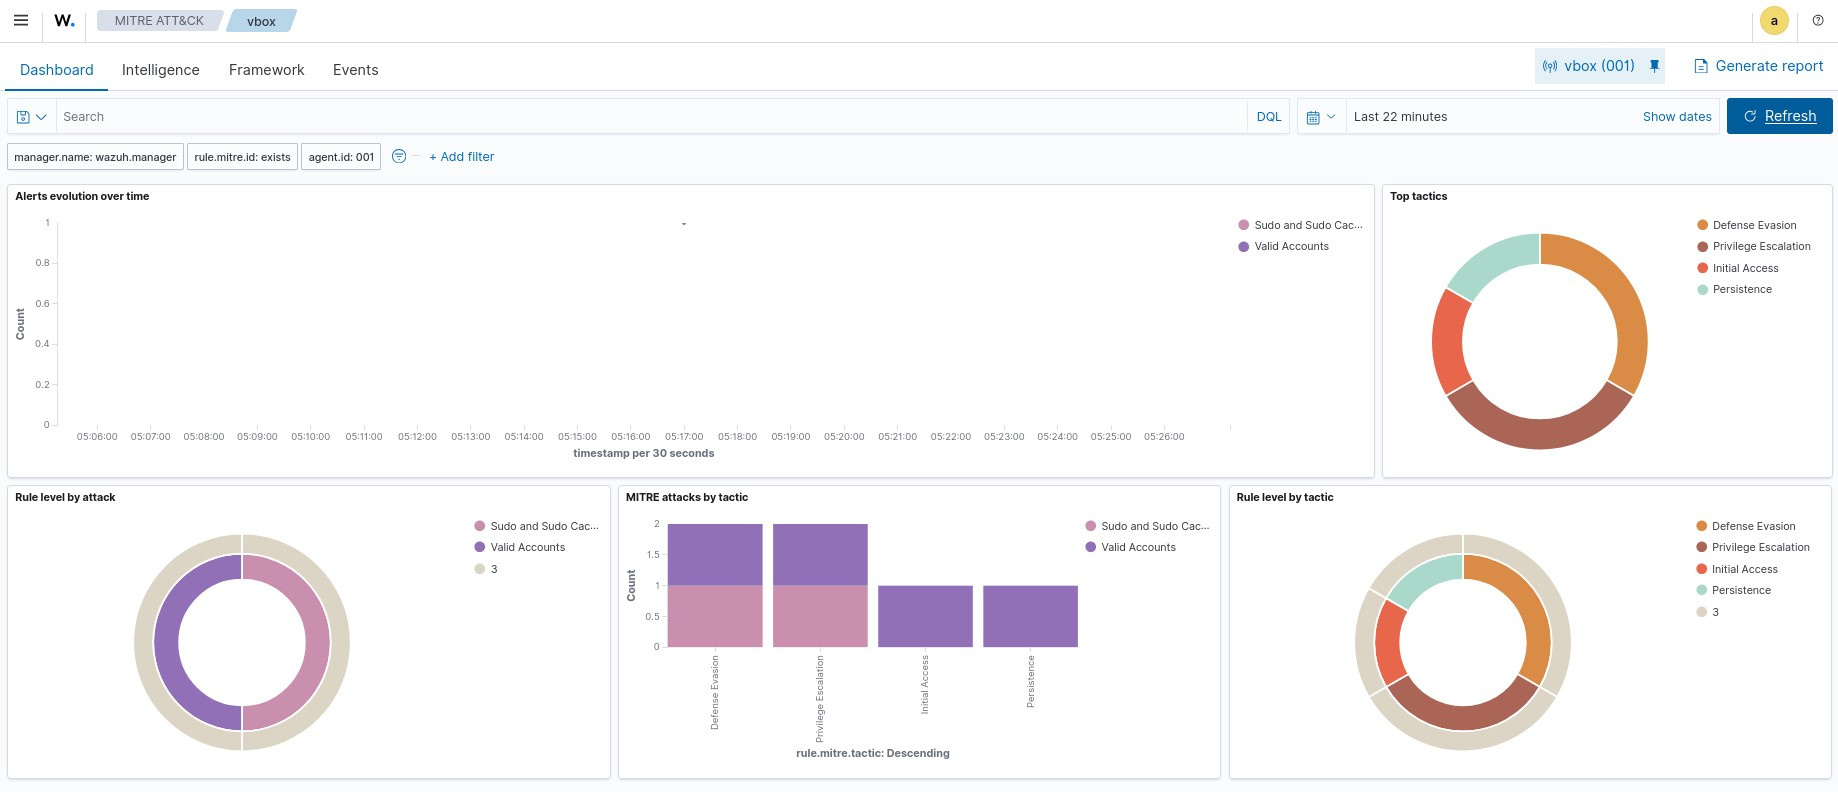 W.
MITRE ATT&CK
vbox
a
Dashboard
Intelligence
Framework
Events
vbox (001)
Generate report
Search
DQL
Last 22 minutes
Show dates
Refresh
manager.name: wazuh.manager
rule.mitre.id: exists
agent.id: 001
+ Add filter
Alerts evolution over time
Count
1
0.8
0.6
0.4
0.2
0
05:06:00 05:07:00 05:08:00 05:09:00 05:10:00 05:11:00 05:12:00 05:13:00 05:14:00 05:15:00 05:16:00 05:17:00 05:18:00 05:19:00 05:20:00 05:21:00 05:22:00 05:23:00 05:24:00 05:25:00 05:26:00
timestamp per 30 seconds
Sudo and Sudo Cac...
Valid Accounts
Top tactics
Defense Evasion
Privilege Escalation
Initial Access
Persistence
Rule level by attack
Sudo and Sudo Cac...
Valid Accounts
3
MITRE attacks by tactic
Count
2
1.5
1
0.5
0
Defense Evasion
Privilege Escalation
Initial Access
Persistence
rule.mitre.tactic: Descending
Sudo and Sudo Cac...
Valid Accounts
Rule level by tactic
Defense Evasion
Privilege Escalation
Initial Access
Persistence
3